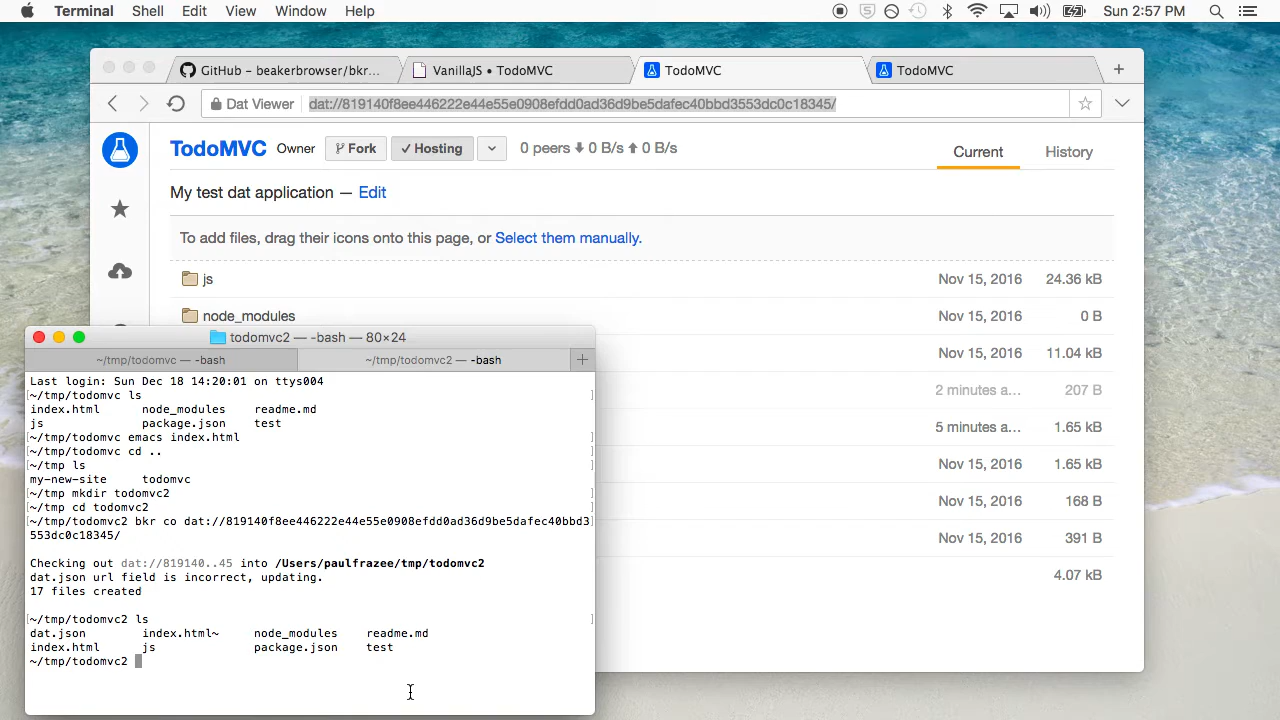 Terminal Shell Edit View Window Help
Sun 2:57 PM
GitHub - beakerbrowser/bkr...
VanillaJS • TodoMVC
TodoMVC
TodoMVC
Dat Viewer
dat://819140f8ee446222e44e55e0908efdd0ad36d9be5dafec40bbd3553dc0c18345/
TodoMVC Owner Fork ✓ Hosting 0 peers 0 B/s 0 B/s
Current History
My test dat application — Edit
To add files, drag their icons onto this page, or Select them manually.
js Nov 15, 2016 24.36 kB
node_modules Nov 15, 2016 0 B
Nov 15, 2016 11.04 kB
2 minutes a... 207 B
5 minutes a... 1.65 kB
Nov 15, 2016 1.65 kB
Nov 15, 2016 168 B
Nov 15, 2016 391 B
4.07 kB
todomvc2 — -bash — 80×24
~/tmp/todomvc — -bash
~/tmp/todomvc2 — -bash
Last login: Sun Dec 18 14:20:01 on ttys004
[~/tmp/todomvc ls ]
index.html node_modules readme.md
js package.json test
[~/tmp/todomvc emacs index.html ]
[~/tmp/todomvc cd .. ]
[~/tmp ls ]
my-new-site todomvc
[~/tmp mkdir todomvc2 ]
[~/tmp cd todomvc2 ]
[~/tmp/todomvc2 bkr co dat://819140f8ee446222e44e55e0908efdd0ad36d9be5dafec40bbd3]
553dc0c18345/
Checking out dat://819140..45 into /Users/paulfrazee/tmp/todomvc2
dat.json url field is incorrect, updating.
17 files created
[~/tmp/todomvc2 ls ]
dat.json index.html~ node_modules readme.md
index.html js package.json test
~/tmp/todomvc2